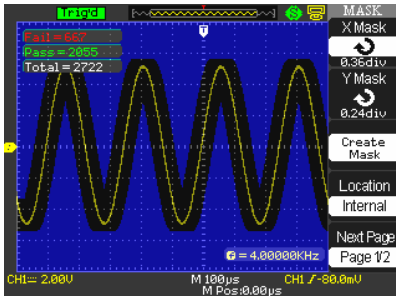 Trig'd
MASK
Fail=667
Pass=2055
Total=2722
X Mask
0.36div
Y Mask
0.24div
Create
Mask
Location
Internal
Next Page
Page 1/2
f = 4.00000KHz
CH1 2.00V
M 100µs
CH1 -80.0mV
M Pos:0.00µs